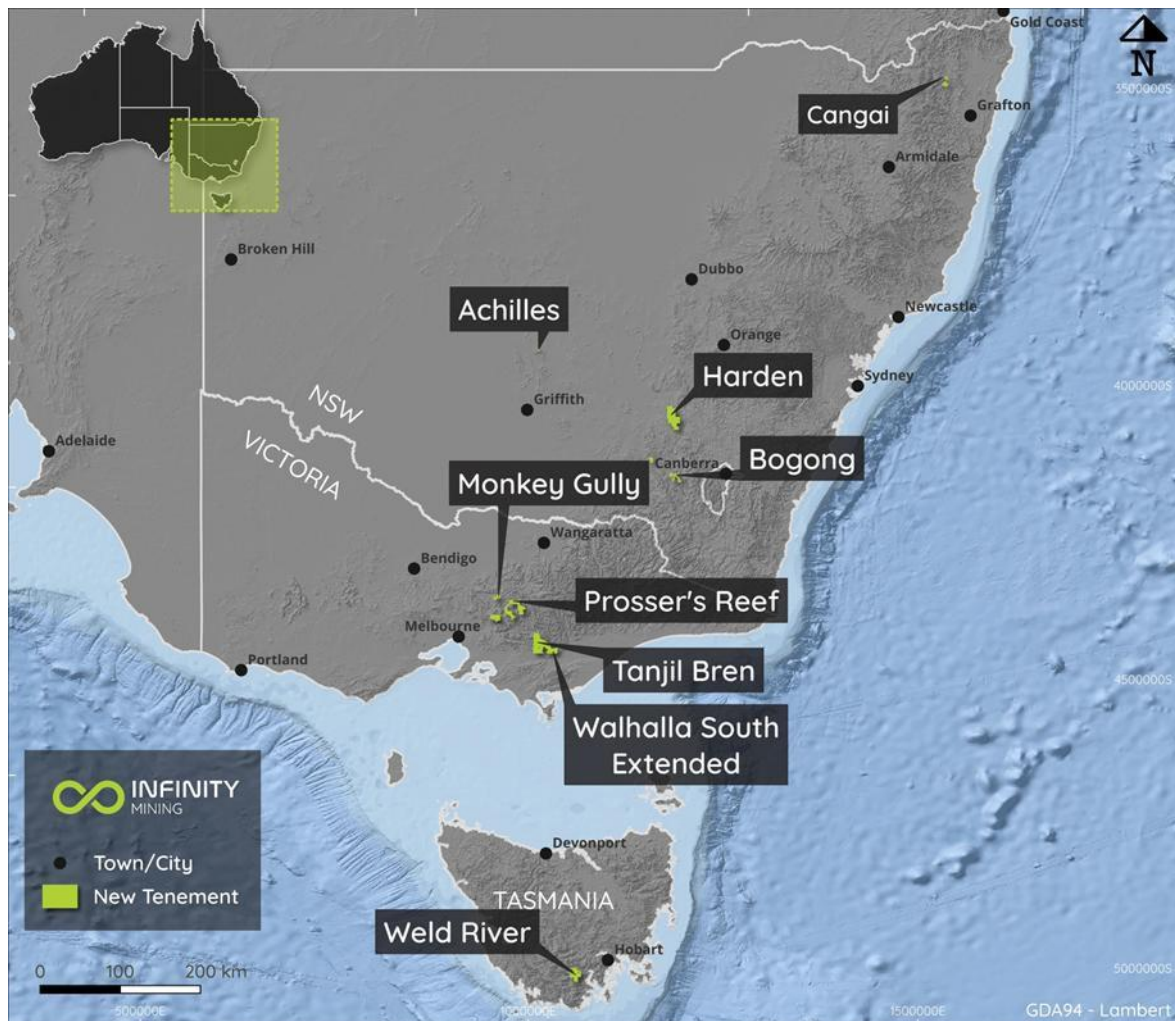 Gold Coast
N
3500000S
Cangai
Grafton
Armidale
Broken Hill
Dubbo
Achilles
Newcastle
Orange
Harden
Sydney
4000000S
NSW
Griffith
Adelaide
VICTORIA
Canberra
Bogong
Monkey Gully
Wangaratta
Bendigo
Prosser's Reef
Melbourne
Portland
Tanjil Bren
4500000S
Walhalla South
Extended
INFINITY
MINING
Town/City
New Tenement
Devonport
TASMANIA
Weld River
Hobart
0 100 200 km
5000000S
500000E
1000000E
1500000E
GDA94 - Lambert